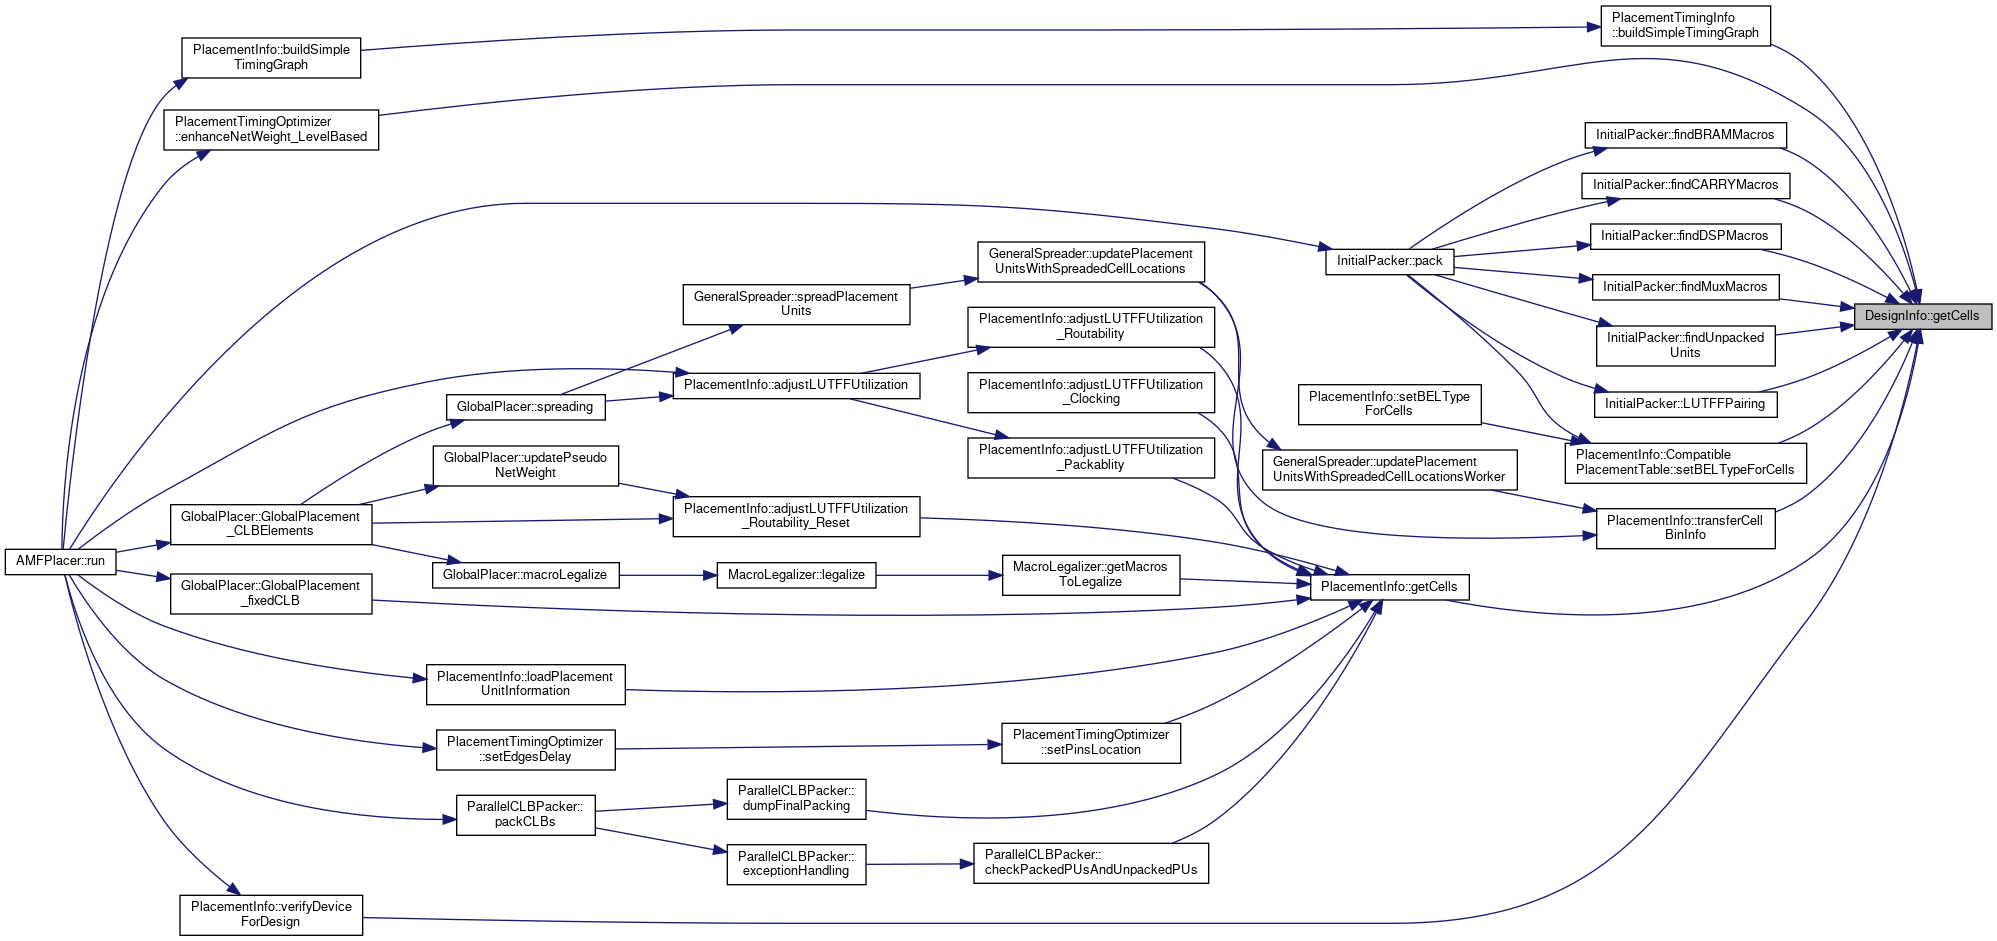 PlacementTimingInfo
::buildSimpleTimingGraph
PlacementInfo::buildSimple
TimingGraph
PlacementTimingOptimizer
::enhanceNetWeight_LevelBased
InitialPacker::findBRAMMacros
InitialPacker::findCARRYMacros
InitialPacker::findDSPMacros
GeneralSpreader::updatePlacement
UnitsWithSpreadedCellLocations
InitialPacker::pack
InitialPacker::findMuxMacros
GeneralSpreader::spreadPlacement
Units
DesignInfo::getCells
PlacementInfo::adjustLUTFFUtilization
_Routability
InitialPacker::findUnpacked
Units
PlacementInfo::adjustLUTFFUtilization
PlacementInfo::adjustLUTFFUtilization
_Clocking
GlobalPlacer::spreading
PlacementInfo::setBELType
ForCells
InitialPacker::LUTFFPairing
GlobalPlacer::updatePseudo
NetWeight
PlacementInfo::adjustLUTFFUtilization
_Packablity
GeneralSpreader::updatePlacement
UnitsWithSpreadedCellLocationsWorker
PlacementInfo::Compatible
PlacementTable::setBELTypeForCells
GlobalPlacer::GlobalPlacement
_CLBElements
PlacementInfo::adjustLUTFFUtilization
_Routability_Reset
PlacementInfo::transferCell
BinInfo
AMFPlacer::run
GlobalPlacer::macroLegalize
MacroLegalizer::legalize
MacroLegalizer::getMacros
ToLegalize
PlacementInfo::getCells
GlobalPlacer::GlobalPlacement
_fixedCLB
PlacementInfo::loadPlacement
UnitInformation
PlacementTimingOptimizer
::setEdgesDelay
PlacementTimingOptimizer
::setPinsLocation
ParallelCLBPacker::
packCLBs
ParallelCLBPacker::
dumpFinalPacking
ParallelCLBPacker::
exceptionHandling
ParallelCLBPacker::
checkPackedPUsAndUnpackedPUs
PlacementInfo::verifyDevice
ForDesign